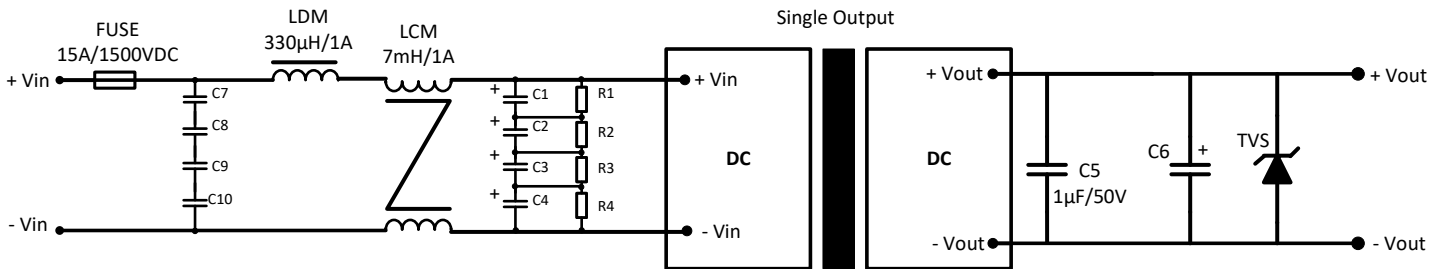 Single Output
FUSE
15A/1500VDC
LDM
330µH/1A
LCM
7mH/1A
+ Vin
C7
C8
C9
C10
- Vin
+ C1
+ C2
+ C3
+ C4
R1
R2
R3
R4
+ Vin
DC
- Vin
+ Vout
DC
- Vout
C5
1µF/50V
C6 +
TVS
+ Vout
- Vout